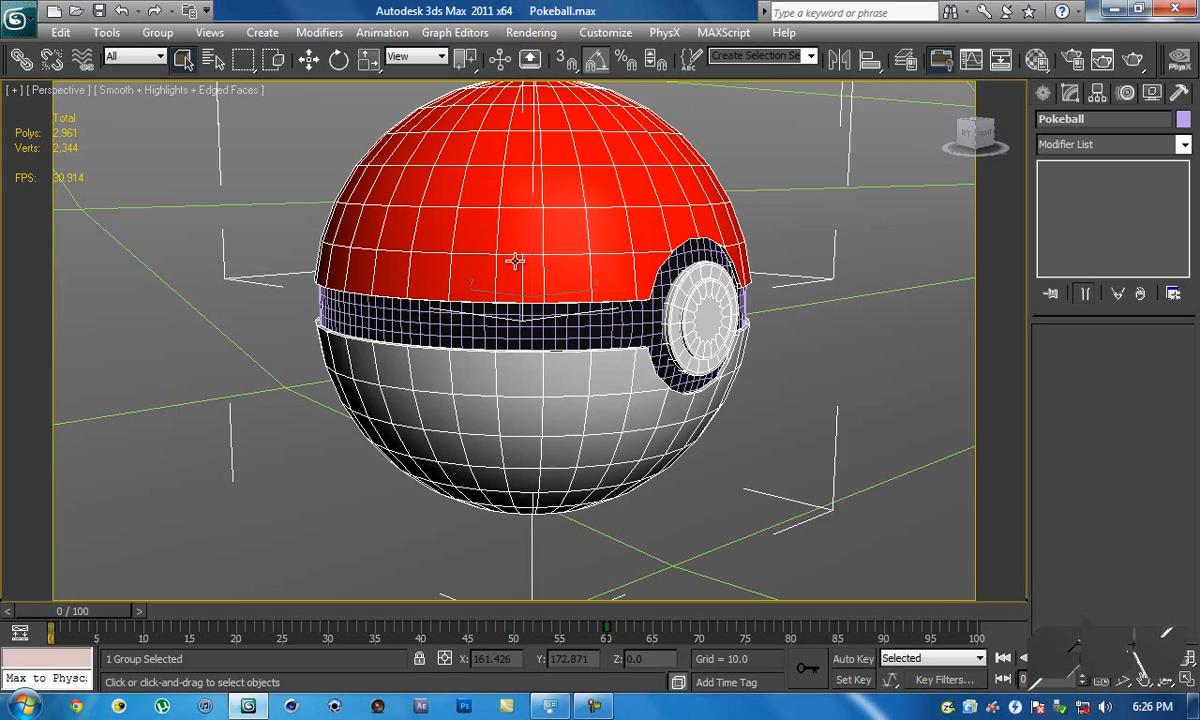 Autodesk 3ds Max 2011 x64 Pokeball.max
Type a keyword or phrase
Edit Tools Group Views Create Modifiers Animation Graph Editors Rendering Customize PhysX MAXScript Help
All View 3 Create Selection Se PhysX
[ + ] [ Perspective ] [ Smooth + Highlights + Edged Faces ]
Total
Polys: 2,961
Verts: 2,344
FPS: 30.914
Pokeball
Modifier List
0 / 100
0 5 10 15 20 25 30 35 40 45 50 55 60 65 70 75 80 85 90 95 100
1 Group Selected X: 161.426 Y: 172.871 Z: 0.0 Grid = 10.0 Auto Key Selected
Max to Physc Click or click-and-drag to select objects Add Time Tag Set Key Key Filters...
6:26 PM